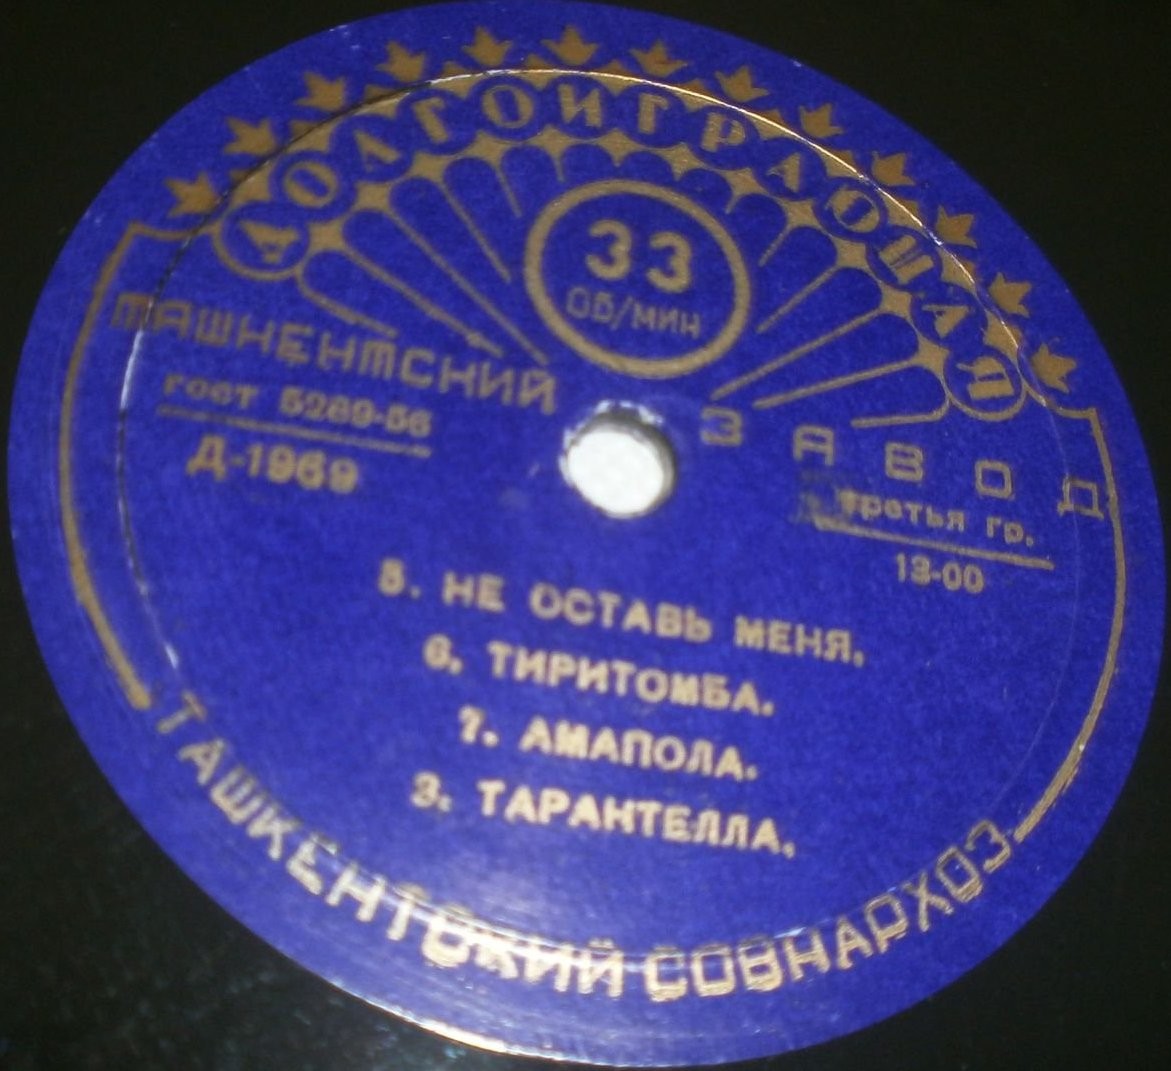 ДОЛГОИГРАЮЩАЯ
33
ОБ/МИН
ТАШКЕНТСКИЙ ЗАВОД
ГОСТ 5289-56
Д-1969
третья гр.
13-00
5. НЕ ОСТАВЬ МЕНЯ.
6. ТИРИТОМБА.
7. АМАПОЛА.
8. ТАРАНТЕЛЛА.
ТАШКЕНТСКИЙ СОВНАРХОЗ